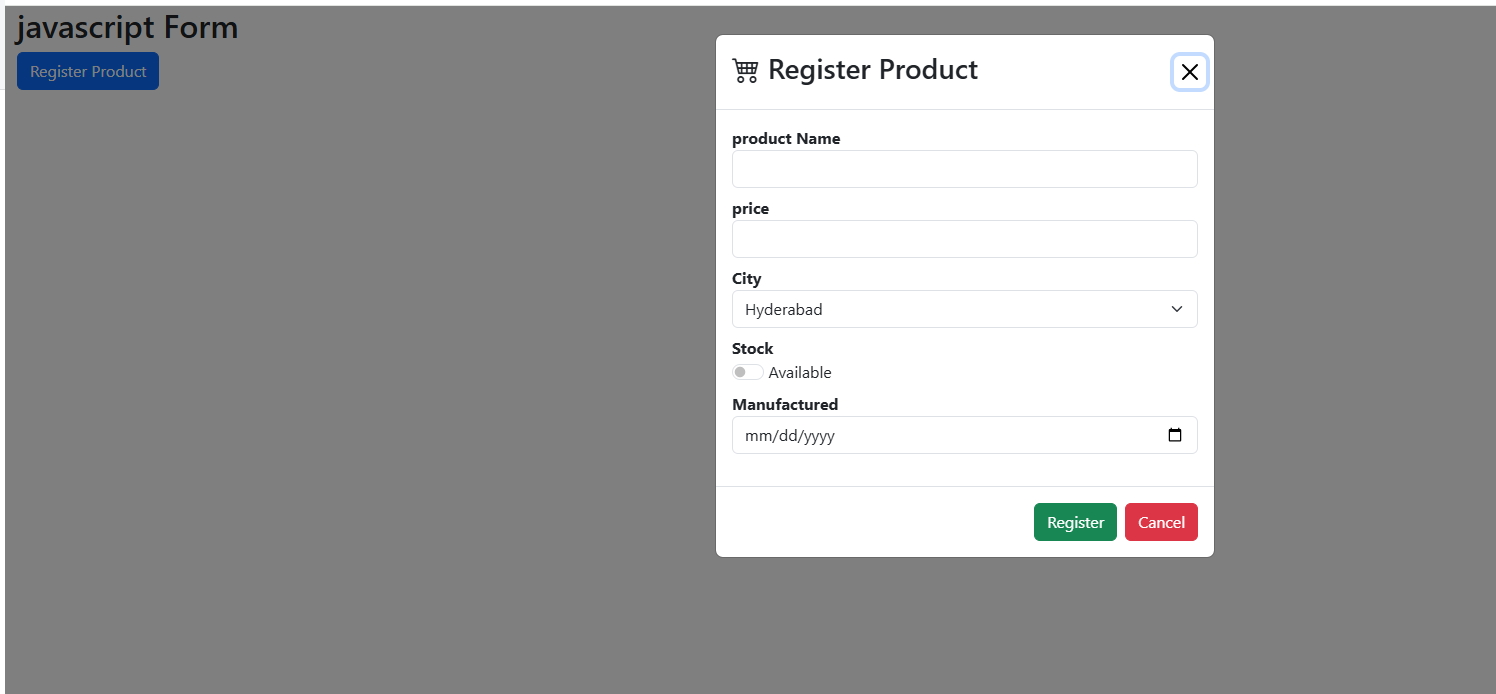 javascript Form
Register Product
Register Product
product Name
price
City
Hyderabad
Stock
Available
Manufactured
mm/dd/yyyy
Register Cancel